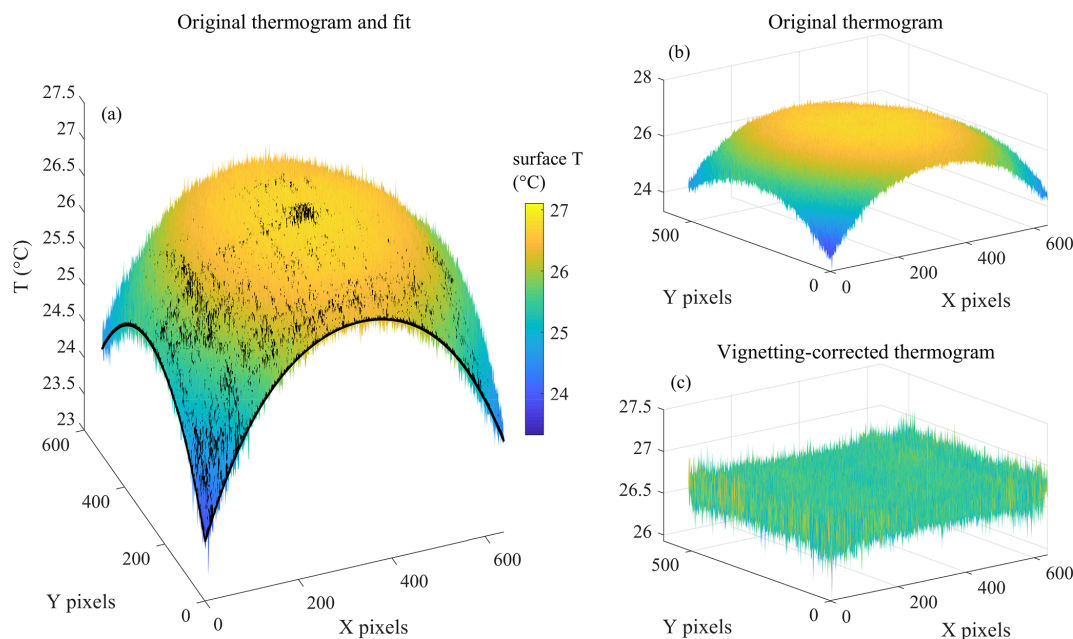 Original thermogram and fit
(a)
27.5
27
26.5
26
25.5
25
24.5
24
23.5
23
T (°C)
600
400
200
0
Y pixels
0
200
400
600
X pixels
surface T
(°C)
27
26
25
24
Original thermogram
(b)
28
26
24
500
0
Y pixels
0
200
400
600
X pixels
Vignetting-corrected thermogram
(c)
27.5
27
26.5
26
500
0
Y pixels
0
200
400
600
X pixels